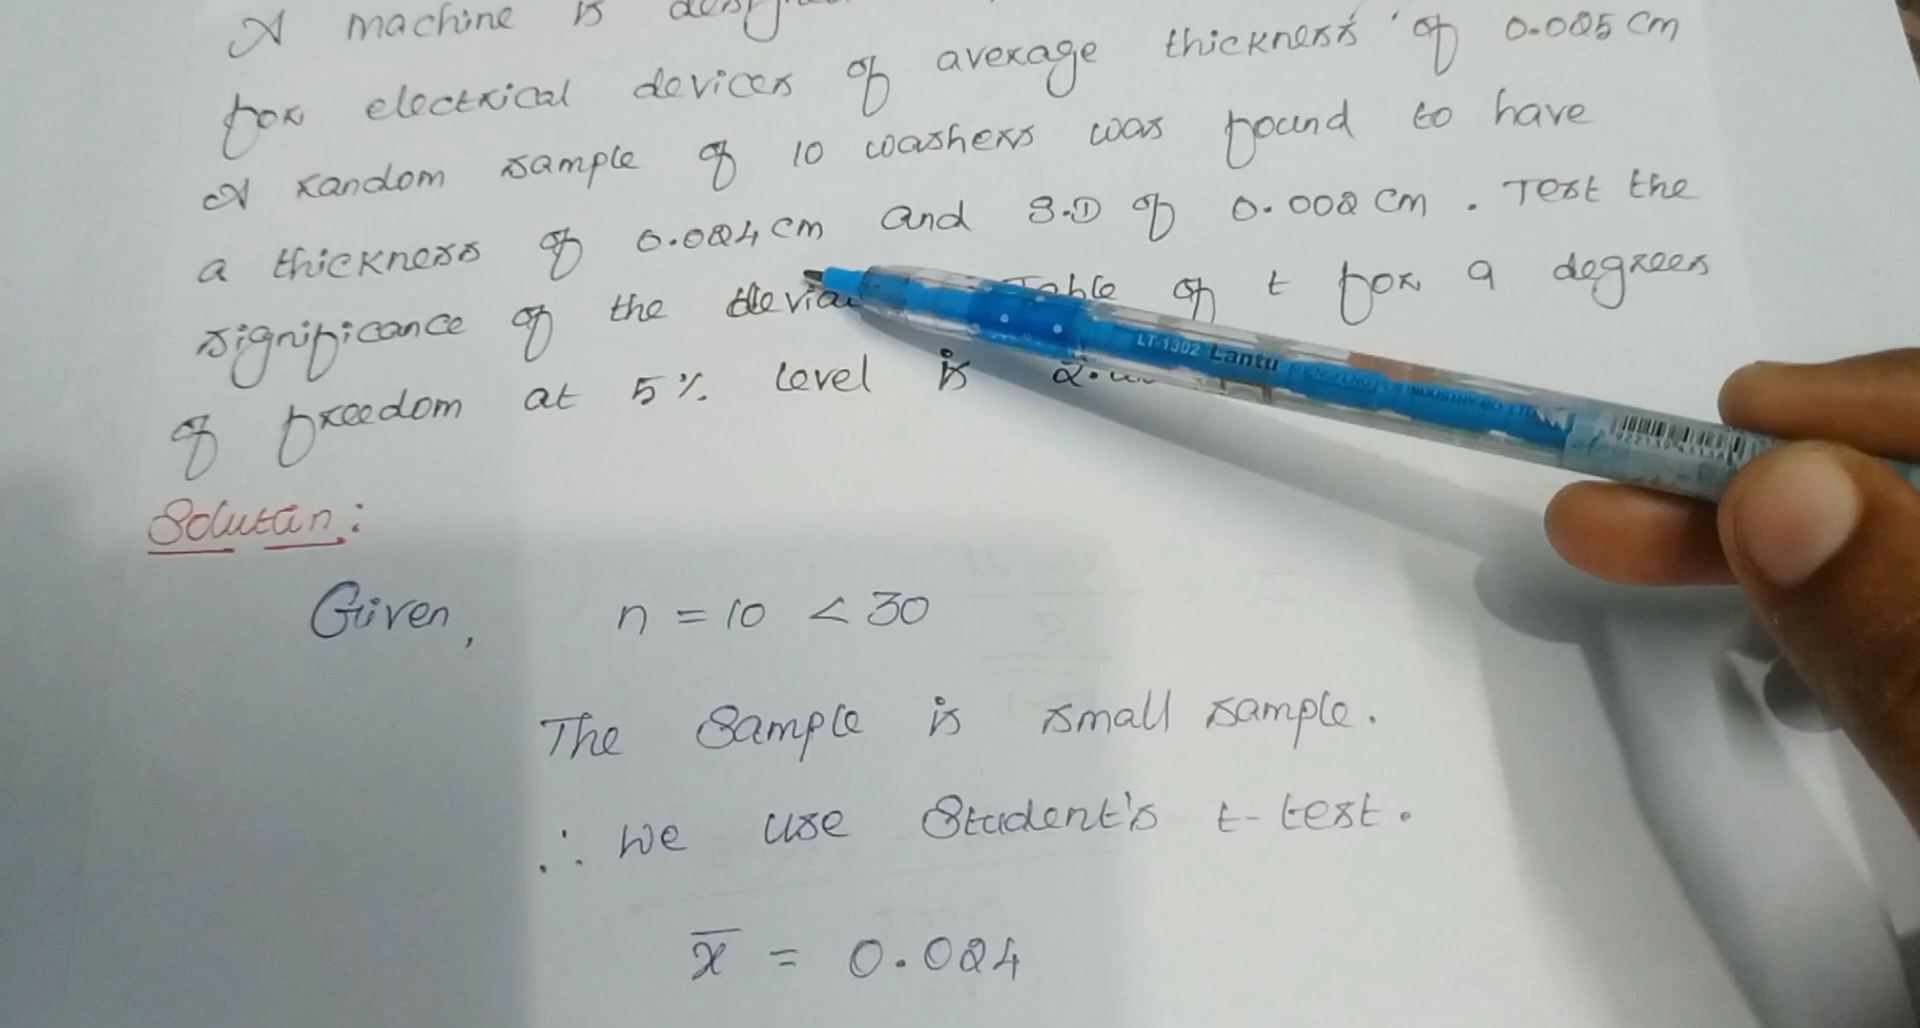 A machine is
for electrical devices of average thickness of 0.025 cm
A random sample of 10 washers was found to have
a thickness of 0.024 cm and S.D of 0.002 cm. Test the
significance of the Table of t for 9 degrees
of freedom at 5% level is
LT-1302 Lantu
Solution:
Given, n = 10 < 30
The Sample is small sample.
∴ we use Student's t-test.
x̄ = 0.024